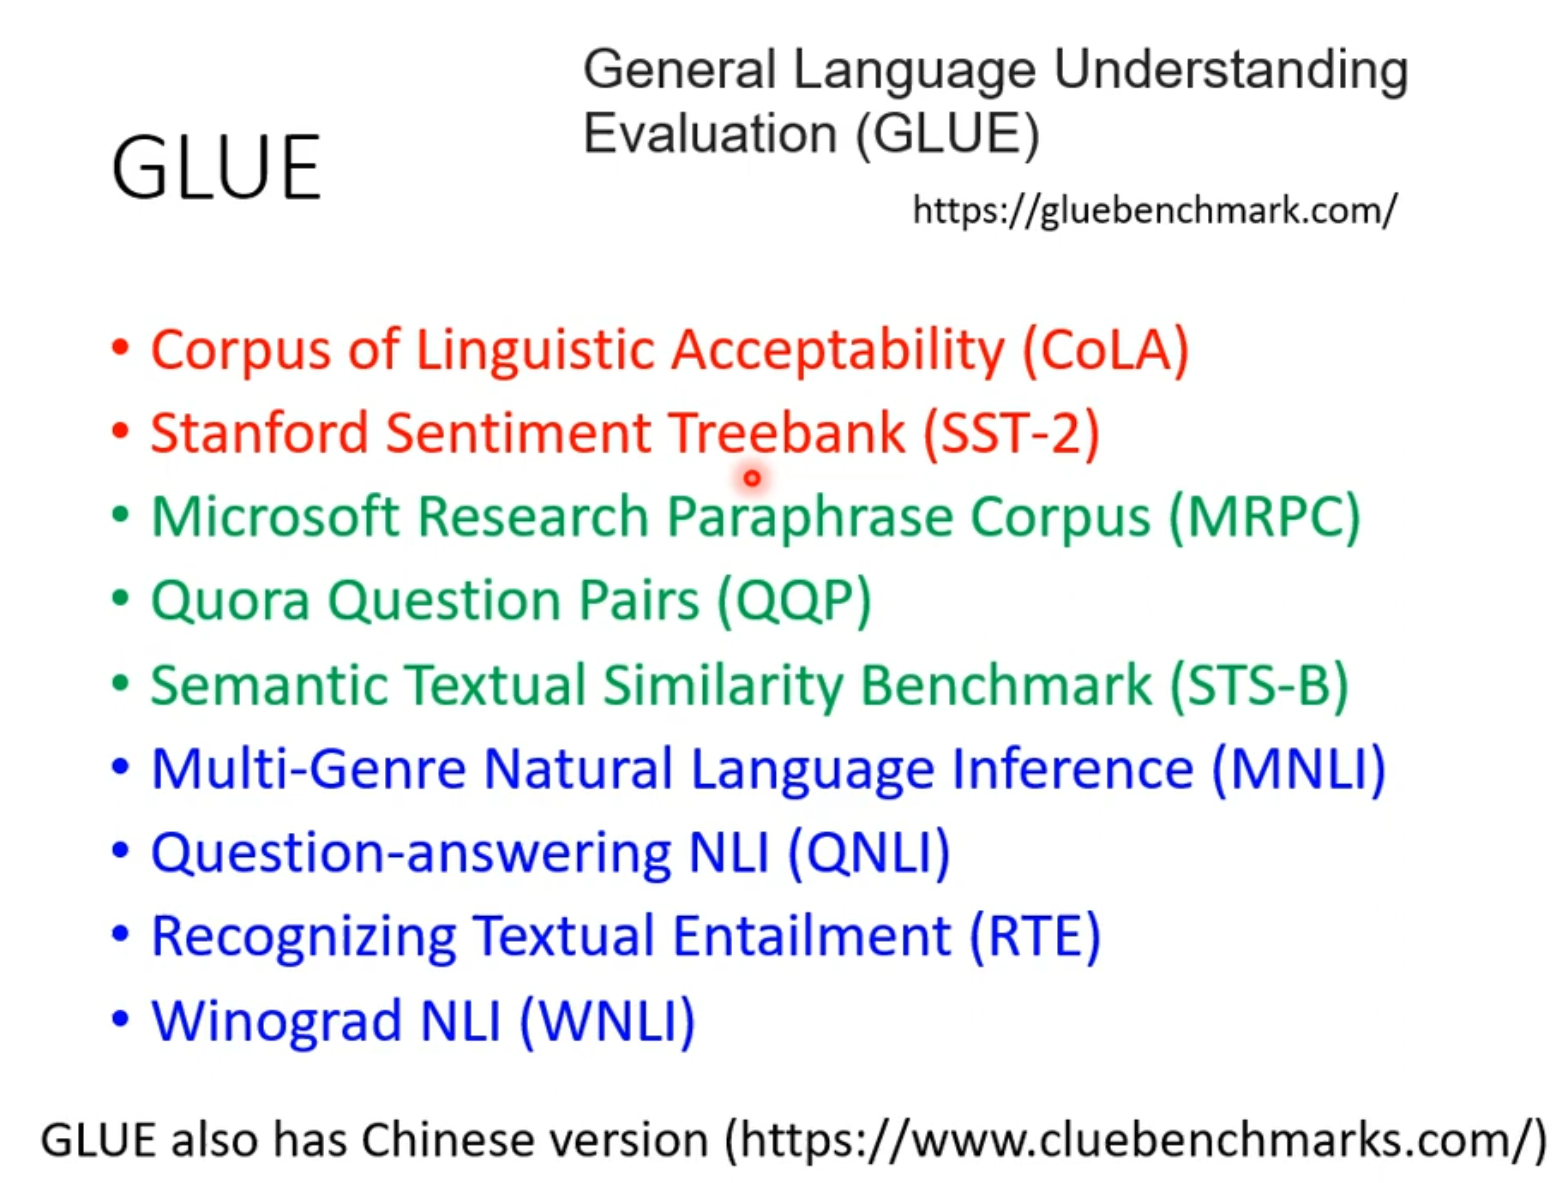 General Language Understanding
Evaluation (GLUE)
GLUE
https://gluebenchmark.com/
• Corpus of Linguistic Acceptability (CoLA)
• Stanford Sentiment Treebank (SST-2)
• Microsoft Research Paraphrase Corpus (MRPC)
• Quora Question Pairs (QQP)
• Semantic Textual Similarity Benchmark (STS-B)
• Multi-Genre Natural Language Inference (MNLI)
• Question-answering NLI (QNLI)
• Recognizing Textual Entailment (RTE)
• Winograd NLI (WNLI)
GLUE also has Chinese version (https://www.cluebenchmarks.com/)